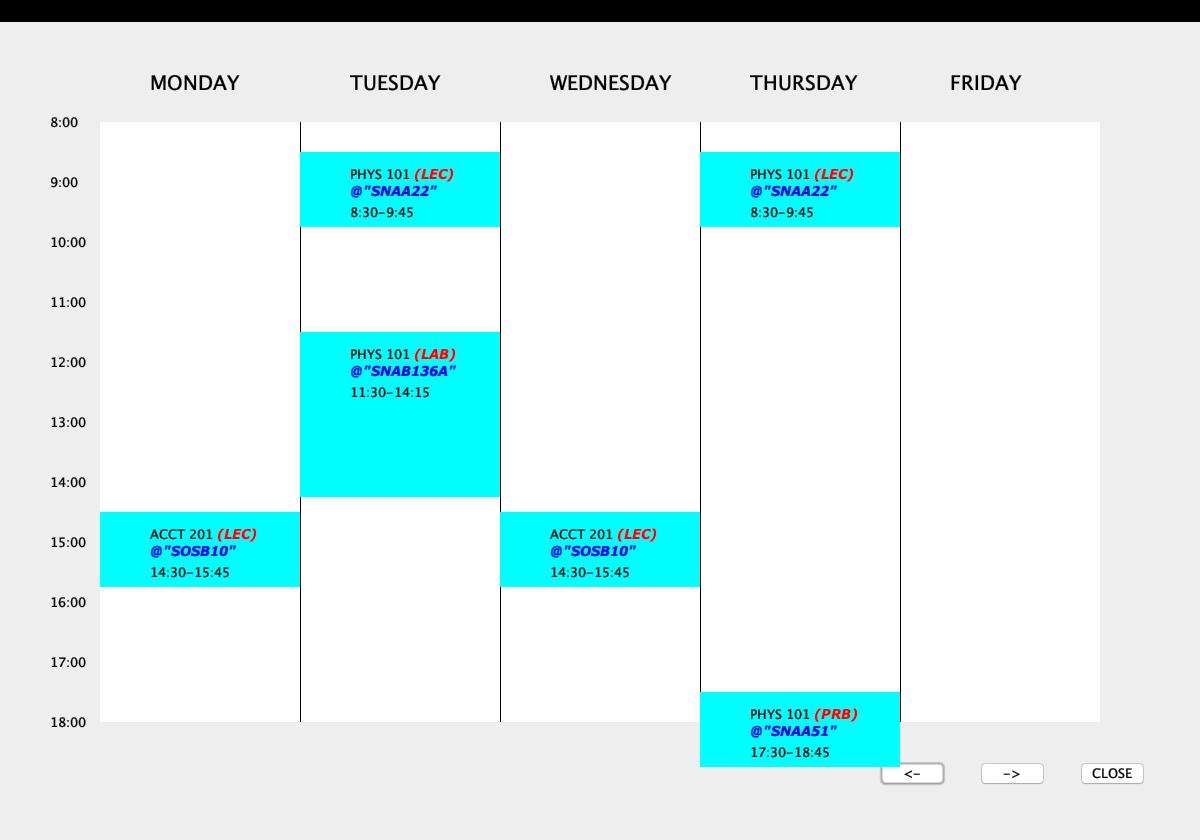 MONDAY TUESDAY WEDNESDAY THURSDAY FRIDAY
8:00
PHYS 101 (LEC)
@"SNAA22"
8:30-9:45
PHYS 101 (LEC)
@"SNAA22"
8:30-9:45
9:00
10:00
11:00
PHYS 101 (LAB)
@"SNAB136A"
11:30-14:15
12:00
13:00
14:00
ACCT 201 (LEC)
@"SOSB10"
14:30-15:45
ACCT 201 (LEC)
@"SOSB10"
14:30-15:45
15:00
16:00
17:00
PHYS 101 (PRB)
@"SNAA51"
17:30-18:45
18:00
<- -> CLOSE